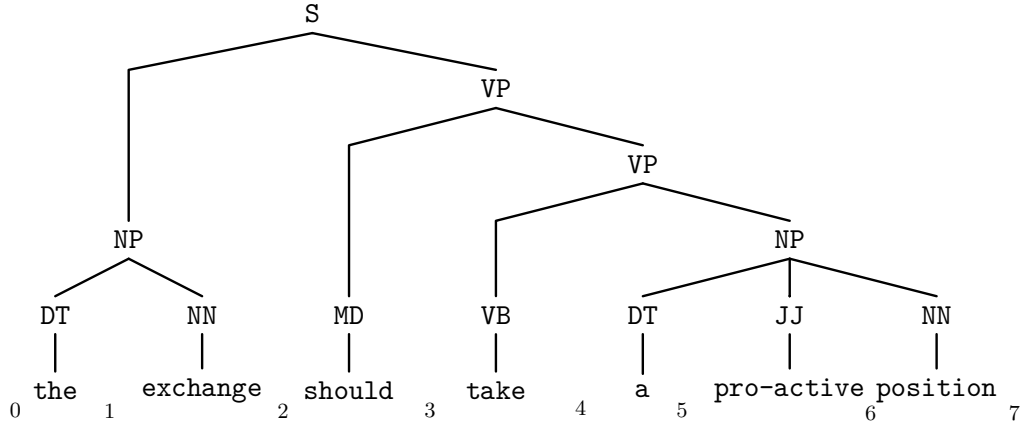 S
VP
VP
NP NP
DT NN MD VB DT JJ NN
the exchange should take a pro-active position
0 1 2 3 4 5 6 7